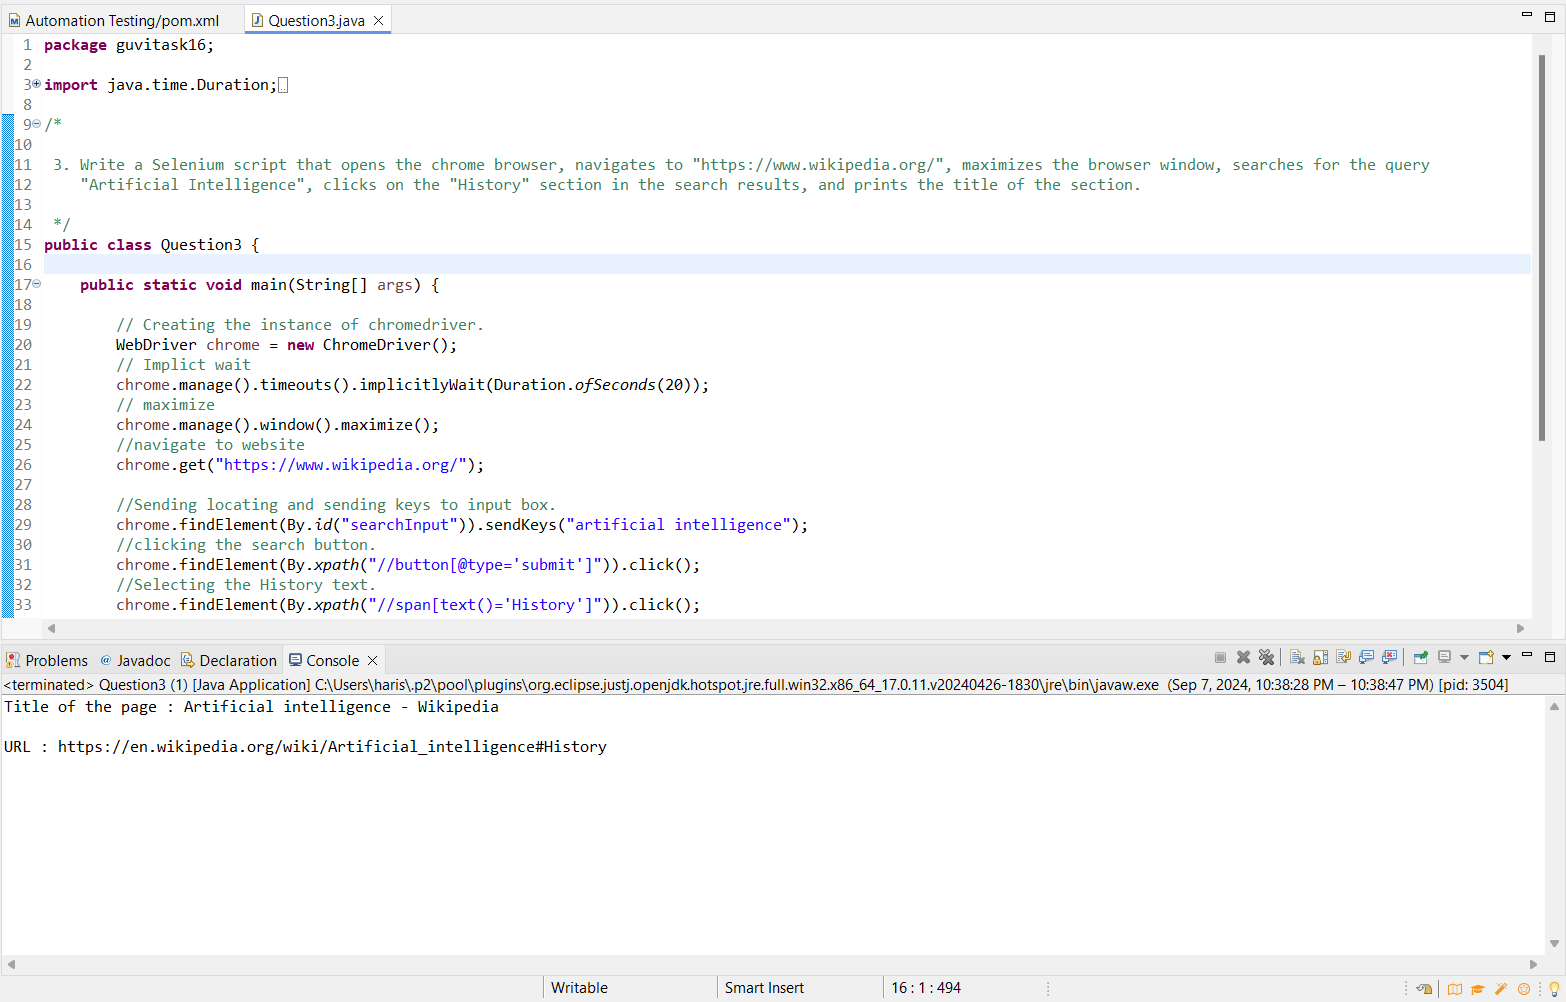 Automation Testing/pom.xml
Question3.java
1 package guvitask16;
2
3 import java.time.Duration;
8
9 /*
10
11 3. Write a Selenium script that opens the chrome browser, navigates to "https://www.wikipedia.org/", maximizes the browser window, searches for the query
12 "Artificial Intelligence", clicks on the "History" section in the search results, and prints the title of the section.
13
14 */
15 public class Question3 {
16
17 public static void main(String[] args) {
18
19 // Creating the instance of chromedriver.
20 WebDriver chrome = new ChromeDriver();
21 // Implict wait
22 chrome.manage().timeouts().implicitlyWait(Duration.ofSeconds(20));
23 // maximize
24 chrome.manage().window().maximize();
25 //navigate to website
26 chrome.get("https://www.wikipedia.org/");
27
28 //Sending locating and sending keys to input box.
29 chrome.findElement(By.id("searchInput")).sendKeys("artificial intelligence");
30 //clicking the search button.
31 chrome.findElement(By.xpath("//button[@type='submit']")).click();
32 //Selecting the History text.
33 chrome.findElement(By.xpath("//span[text()='History']")).click();
Problems @ Javadoc Declaration Console
<terminated> Question3 (1) [Java Application] C:\Users\haris\.p2\pool\plugins\org.eclipse.justj.openjdk.hotspot.jre.full.win32.x86_64_17.0.11.v20240426-1830\jre\bin\javaw.exe (Sep 7, 2024, 10:38:28 PM – 10:38:47 PM) [pid: 3504]
Title of the page : Artificial intelligence - Wikipedia
URL : https://en.wikipedia.org/wiki/Artificial_intelligence#History
Writable
Smart Insert
16 : 1 : 494